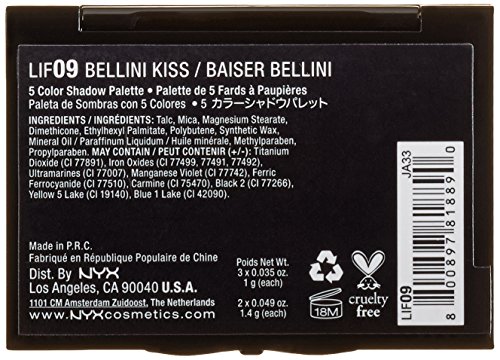 LIF09 BELLINI KISS / BAISER BELLINI
5 Color Shadow Palette • Palette de 5 Fards à Paupières
Paleta de Sombras con 5 Colores • 5 カラーシャドウパレット
INGREDIENTS / INGRÉDIENTS: Talc, Mica, Magnesium Stearate,
Dimethicone, Ethylhexyl Palmitate, Polybutene, Synthetic Wax,
Mineral Oil / Paraffinum Liquidum / Huile minérale, Methylparaben,
Propylparaben. MAY CONTAIN / PEUT CONTENIR (+/-): Titanium
Dioxide (CI 77891), Iron Oxides (CI 77499, 77491, 77492),
Ultramarines (CI 77007), Manganese Violet (CI 77742), Ferric
Ferrocyanide (CI 77510), Carmine (CI 75470), Black 2 (CI 77266),
Yellow 5 Lake (CI 19140), Blue 1 Lake (CI 42090).
Made in P.R.C.
Fabriqué en République Populaire de Chine
Dist. By NYX
Los Angeles, CA 90040 U.S.A.
1101 CM Amsterdam Zuidoost, The Netherlands
www.NYXcosmetics.com
Poids Net Wt.
3 x 0.035 oz.
1 g (each)
2 x 0.049 oz.
1.4 g (each)
18M
cruelty
free
JA33
8 00897 81889 0
LIF09